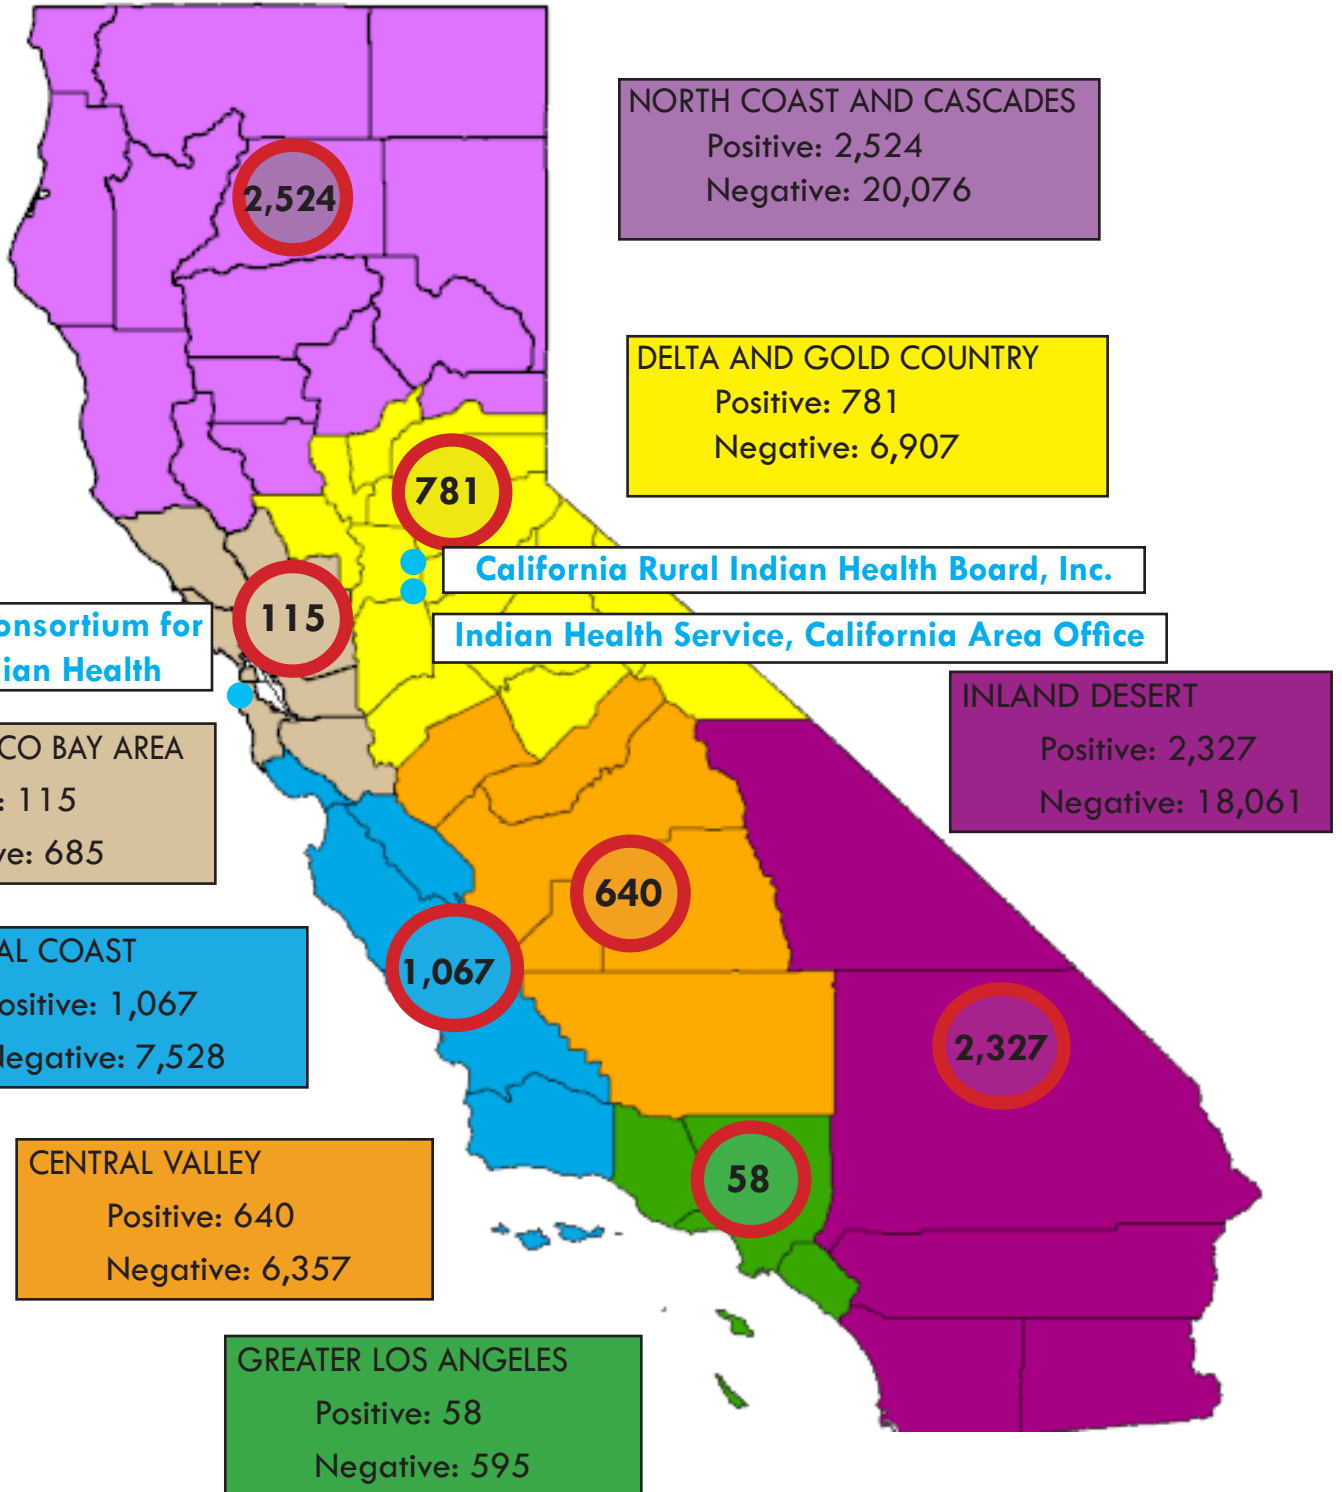 NORTH COAST AND CASCADES
Positive: 2,524
Negative: 20,076
2,524
DELTA AND GOLD COUNTRY
Positive: 781
Negative: 6,907
781
California Rural Indian Health Board, Inc.
115
onsortium for
ian Health
Indian Health Service, California Area Office
INLAND DESERT
Positive: 2,327
Negative: 18,061
CO BAY AREA
: 115
ve: 685
640
AL COAST
ositive: 1,067
Negative: 7,528
1,067
2,327
CENTRAL VALLEY
Positive: 640
Negative: 6,357
58
GREATER LOS ANGELES
Positive: 58
Negative: 595